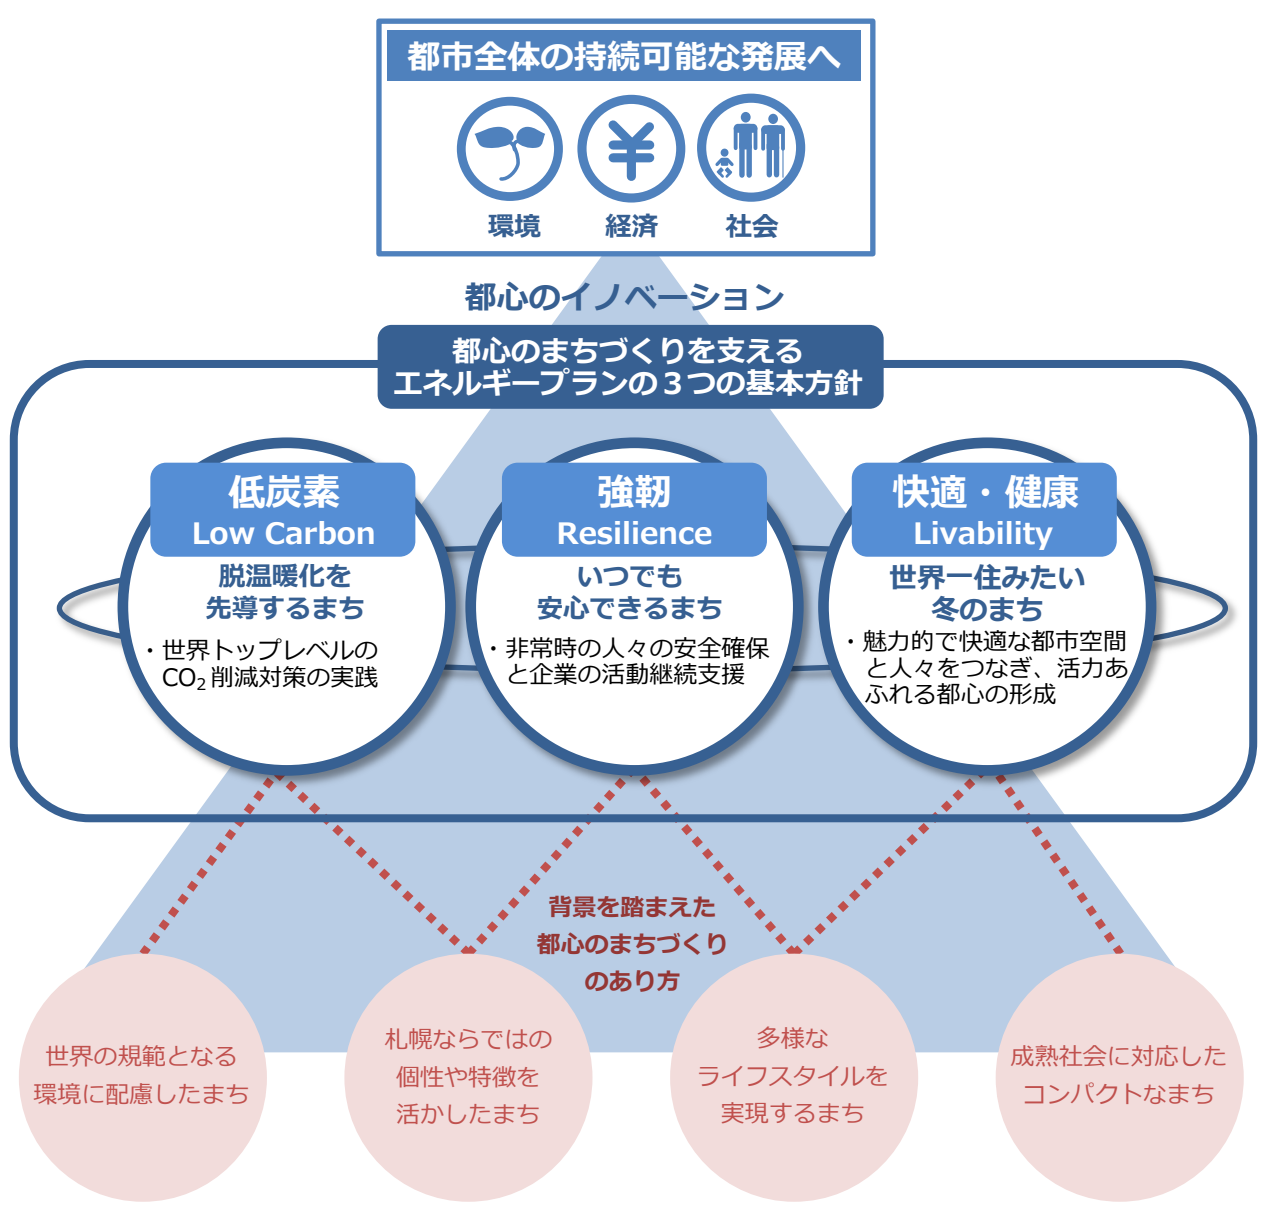 都市全体の持続可能な発展へ
環境
経済
社会
都心のイノベーション
都心のまちづくりを支える
エネルギープランの３つの基本方針
低炭素
Low Carbon
脱温暖化を
先導するまち
・世界トップレベルの
CO₂削減対策の実践
強靭
Resilience
いつでも
安心できるまち
・非常時の人々の安全確保
と企業の活動継続支援
快適・健康
Livability
世界一住みたい
冬のまち
・魅力的で快適な都市空間
と人々をつなぎ、活力あ
ふれる都心の形成
背景を踏まえた
都心のまちづくり
のあり方
世界の規範となる
環境に配慮したまち
札幌ならではの
個性や特徴を
活かしたまち
多様な
ライフスタイルを
実現するまち
成熟社会に対応した
コンパクトなまち